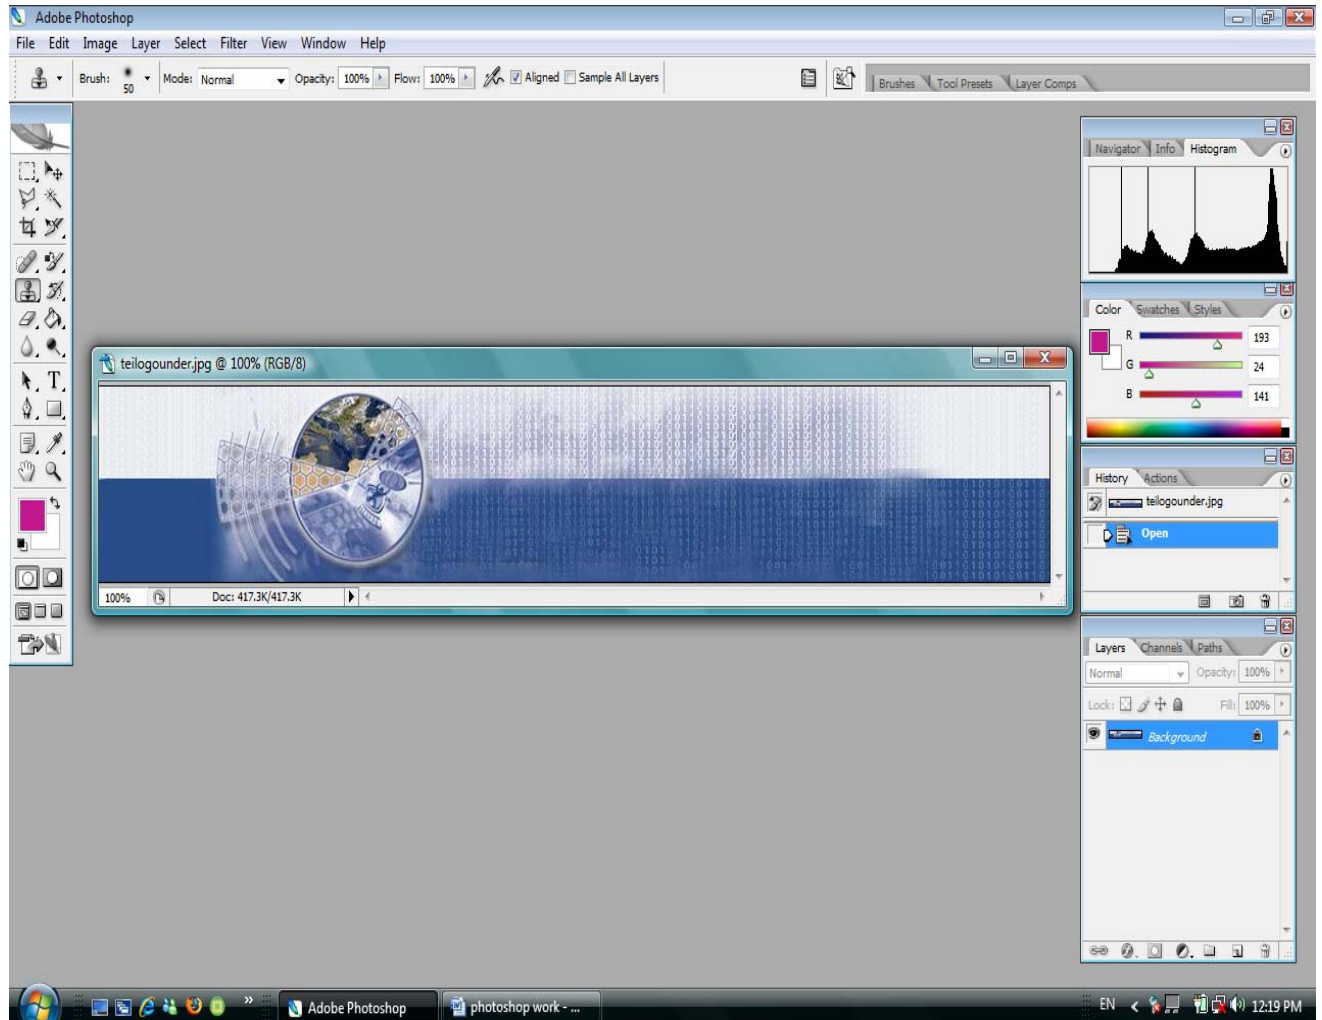 Adobe Photoshop
File Edit Image Layer Select Filter View Window Help
Brush: 50 Mode: Normal Opacity: 100% Flow: 100% Aligned Sample All Layers Brushes Tool Presets Layer Comps
Navigator Info Histogram
Color Swatches Styles
R 193
G 24
B 141
teilogounder.jpg @ 100% (RGB/8)
100% Doc: 417.3K/417.3K
History Actions
teilogounder.jpg
Open
Layers Channels Paths
Normal Opacity: 100%
Lock: Fill: 100%
Background
Adobe Photoshop photoshop work - ... EN 12:19 PM